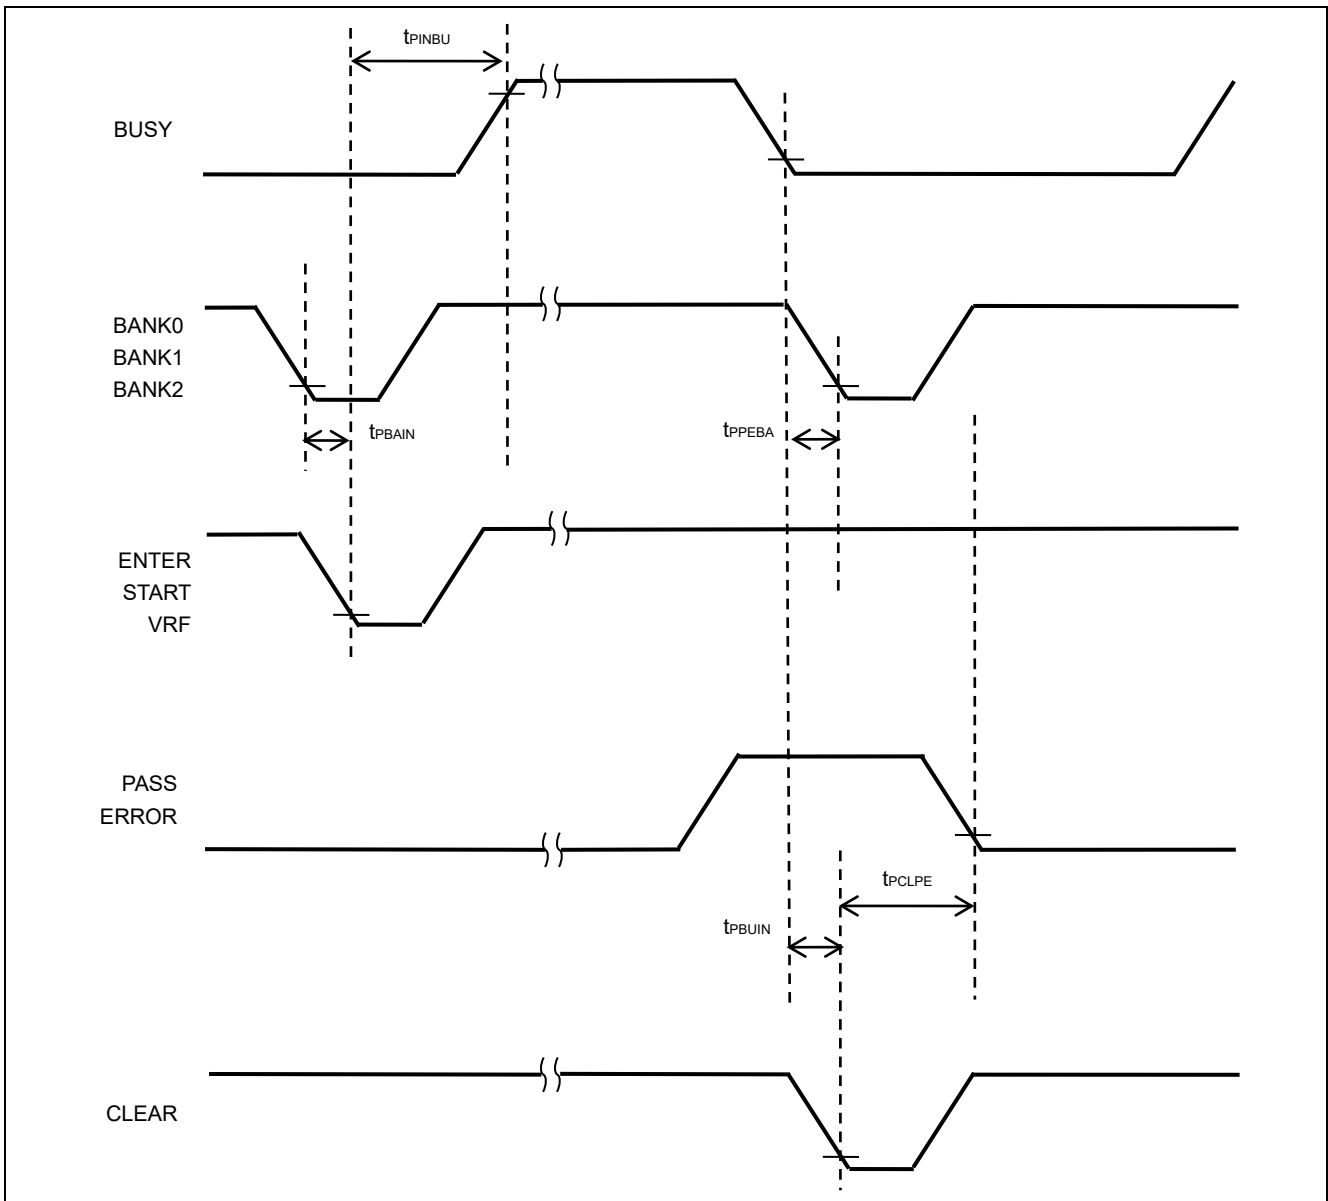 tPINBU
BUSY
BANK0
BANK1
BANK2
tPBAIN
tPPEBA
ENTER
START
VRF
PASS
ERROR
tPCLPE
tPBUIN
CLEAR